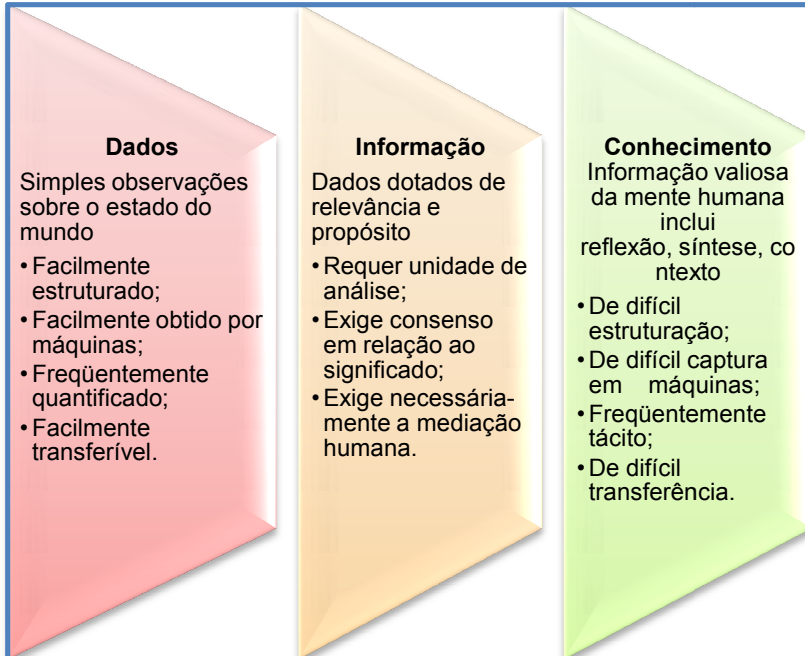 Dados
Simples observações
sobre o estado do
mundo
• Facilmente
estruturado;
• Facilmente obtido por
máquinas;
• Freqüentemente
quantificado;
• Facilmente
transferível.
Informação
Dados dotados de
relevância e
propósito
• Requer unidade de
análise;
• Exige consenso
em relação ao
significado;
• Exige necessária-
mente a mediação
humana.
Conhecimento
Informação valiosa
da mente humana
inclui
reflexão, síntese, co
ntexto
• De difícil
estruturação;
• De difícil captura
em máquinas;
• Freqüentemente
tácito;
• De difícil
transferência.